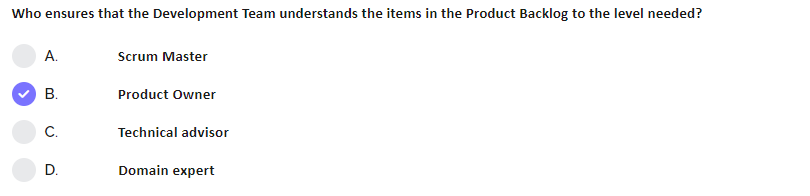 Who ensures that the Development Team understands the items in the Product Backlog to the level needed?
A. Scrum Master
B. Product Owner
C. Technical advisor
D. Domain expert